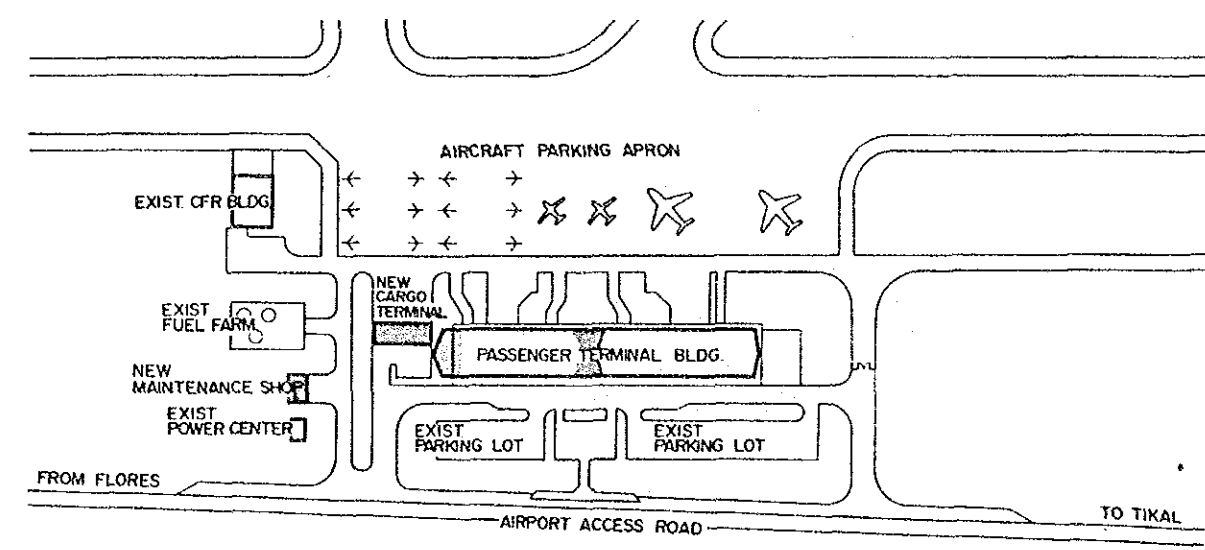 AIRCRAFT PARKING APRON
EXIST. CFR BLDG.
NEW
CARGO
TERMINAL
EXIST
FUEL FARM
PASSENGER TERMINAL BLDG.
NEW
MAINTENANCE SHOP
EXIST
POWER CENTER
EXIST
PARKING LOT
EXIST
PARKING LOT
FROM FLORES
AIRPORT ACCESS ROAD
TO TIKAL